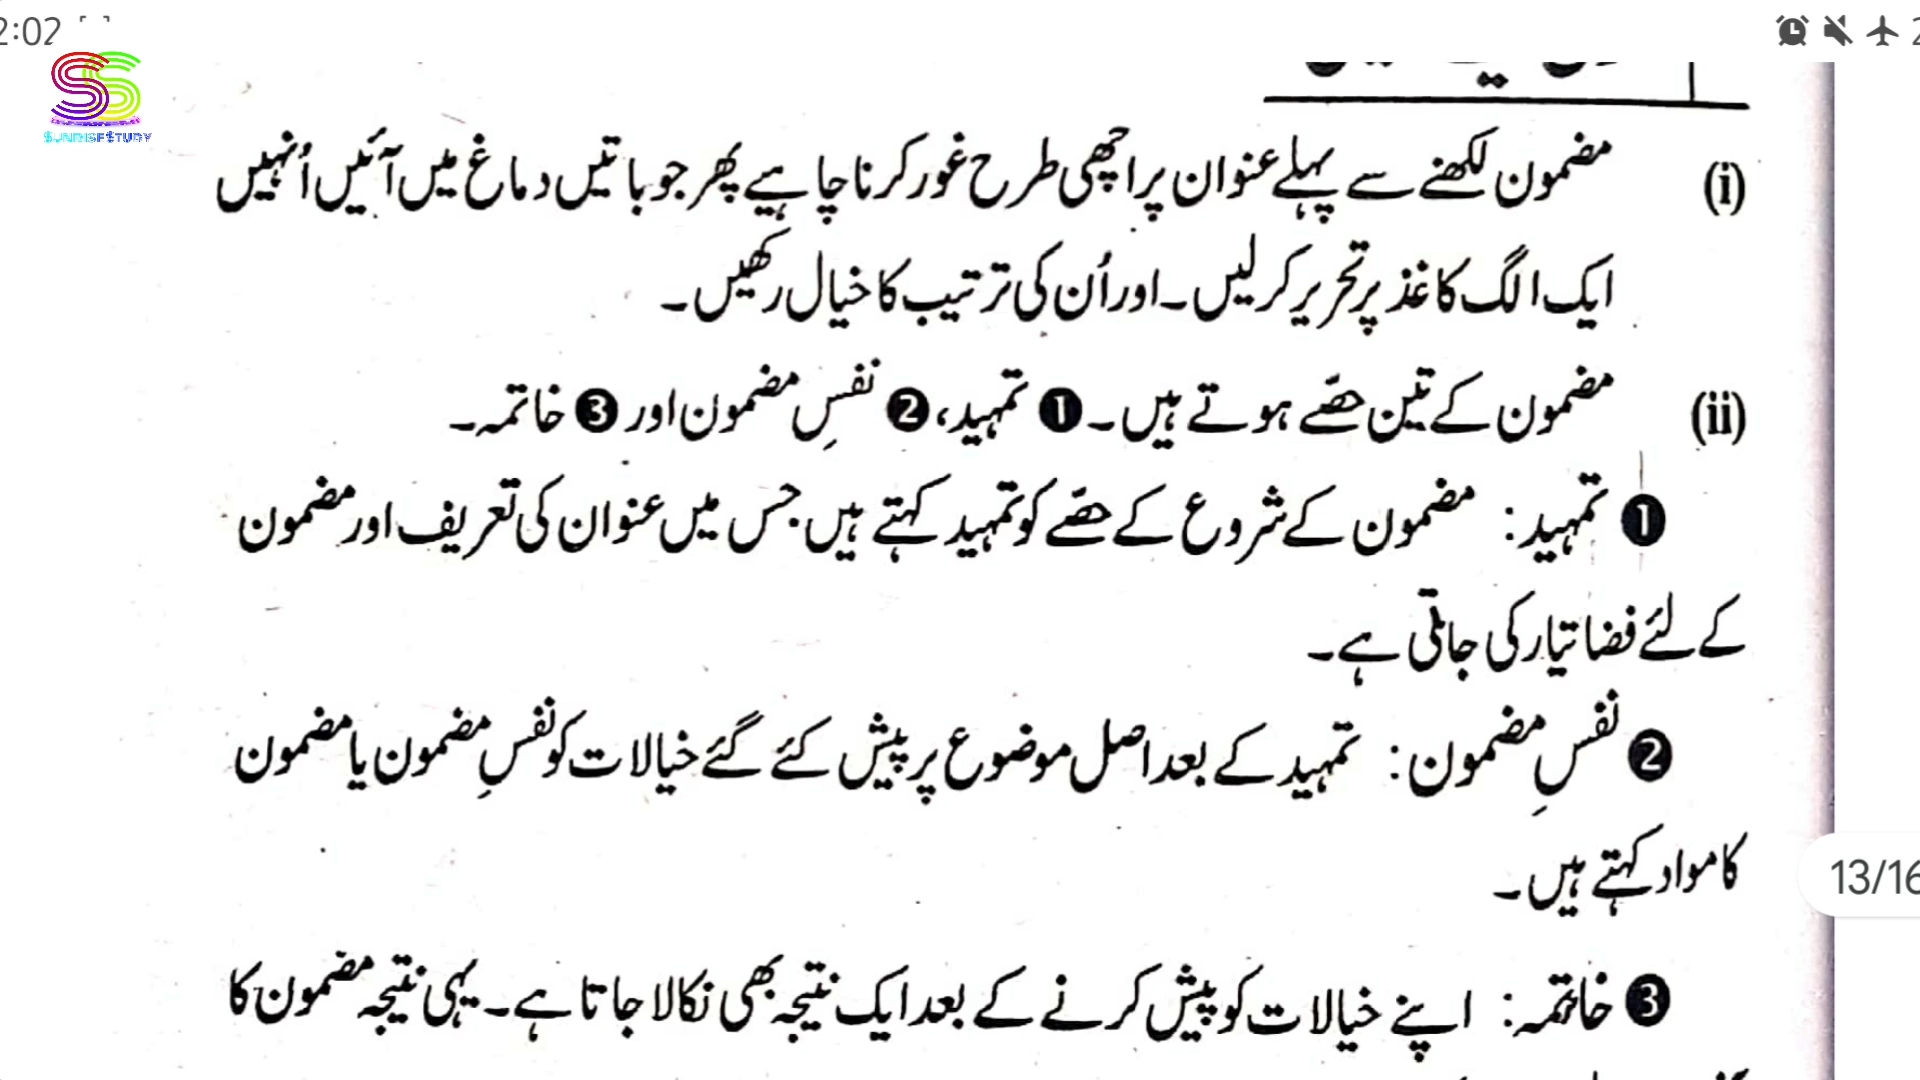 2:02
SUNRISESTUDY
(i) مضمون لکھنے سے پہلے عنوان پر اچھی طرح غور کرنا چاہیے پھر جو باتیں دماغ میں آئیں اُنہیں
ایک الگ کاغذ پر تحریر کر لیں۔ اور اُن کی ترتیب کا خیال رکھیں۔
(ii) مضمون کے تین حصّے ہوتے ہیں۔ ❶ تمہید، ❷ نفسِ مضمون اور ❸ خاتمہ۔
❶ تمہید: مضمون کے شروع کے حصّے کو تمہید کہتے ہیں جس میں عنوان کی تعریف اور مضمون
کے لئے فضا تیار کی جاتی ہے۔
❷ نفسِ مضمون: تمہید کے بعد اصل موضوع پر پیش کئے گئے خیالات کو نفسِ مضمون یا مضمون
کا مواد کہتے ہیں۔
13/16
❸ خاتمہ: اپنے خیالات کو پیش کرنے کے بعد ایک نتیجہ بھی نکالا جاتا ہے۔ یہی نتیجہ مضمون کا